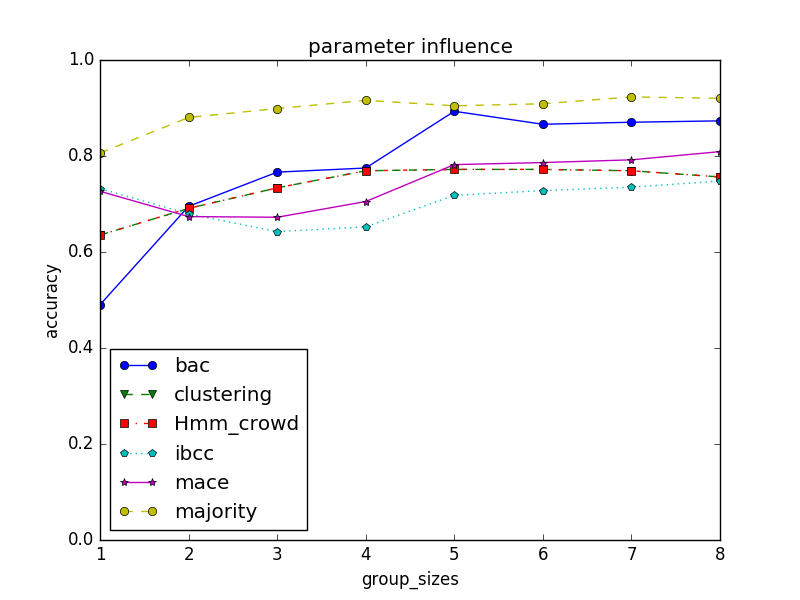 parameter influence
1.0
0.8
0.6
0.4
0.2
0.0
accuracy
bac
clustering
Hmm_crowd
ibcc
mace
majority
1 2 3 4 5 6 7 8
group_sizes